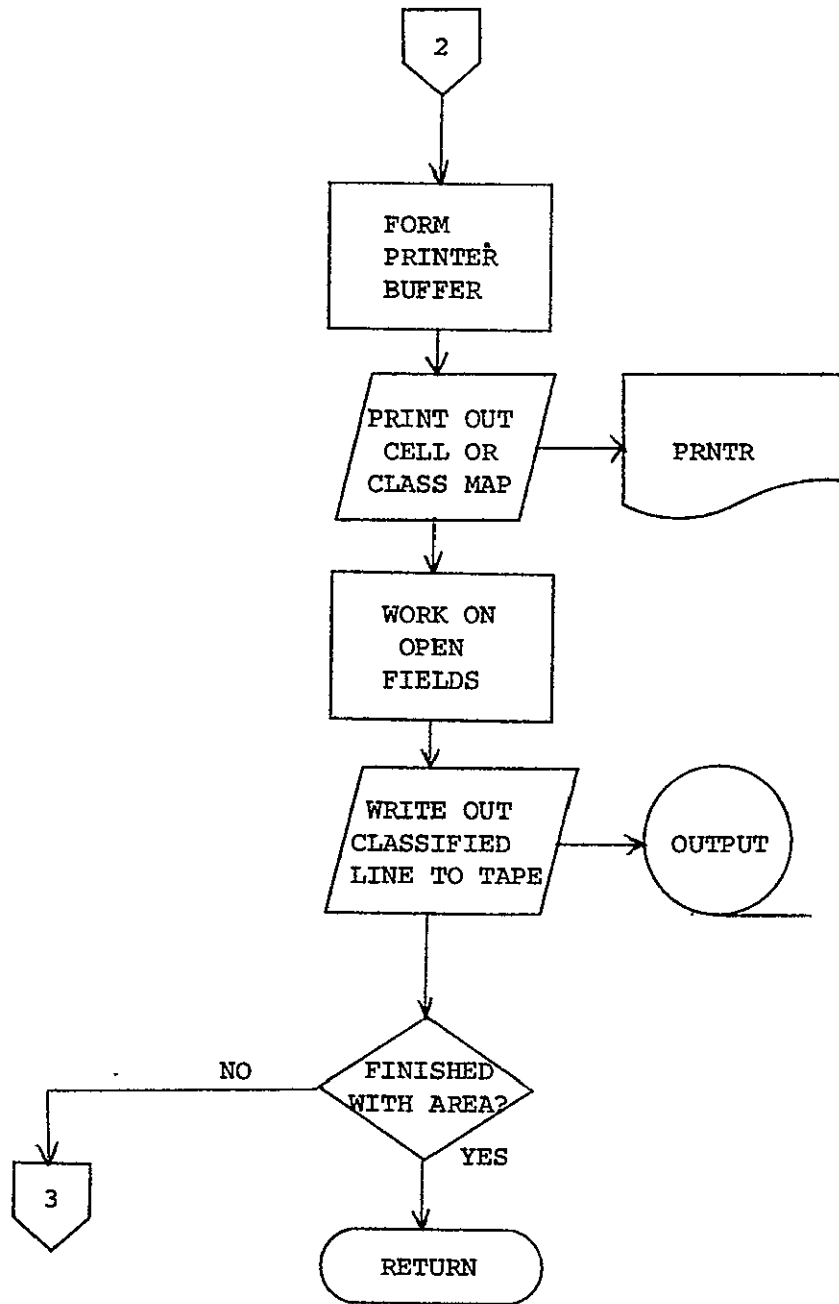 2
FORM
PRINTER
BUFFER
PRINT OUT
CELL OR
CLASS MAP
PRNTR
WORK ON
OPEN
FIELDS
WRITE OUT
CLASSIFIED
LINE TO TAPE
OUTPUT
NO
FINISHED
WITH AREA?
YES
3
RETURN